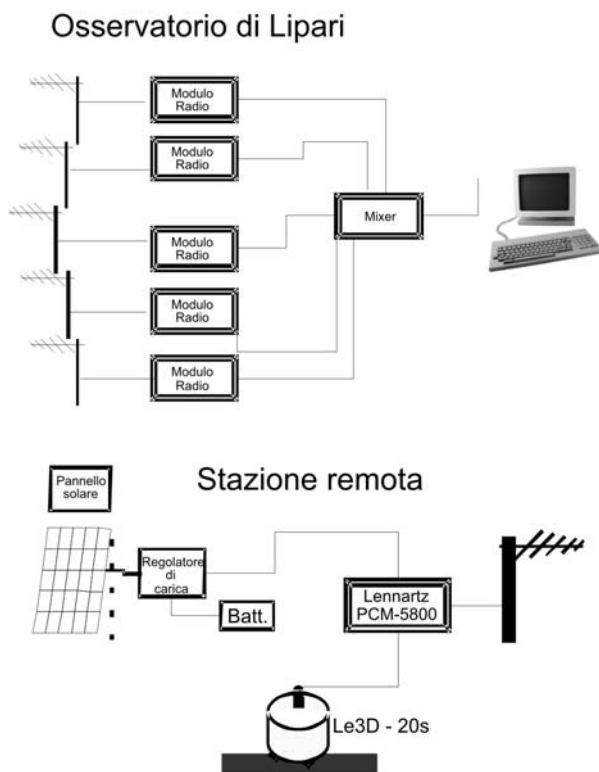 Osservatorio di Lipari
Modulo
Radio
Modulo
Radio
Mixer
Modulo
Radio
Modulo
Radio
Modulo
Radio
Stazione remota
Pannello
solare
Regolatore
di
carica
Batt.
Lennartz
PCM-5800
Le3D - 20s